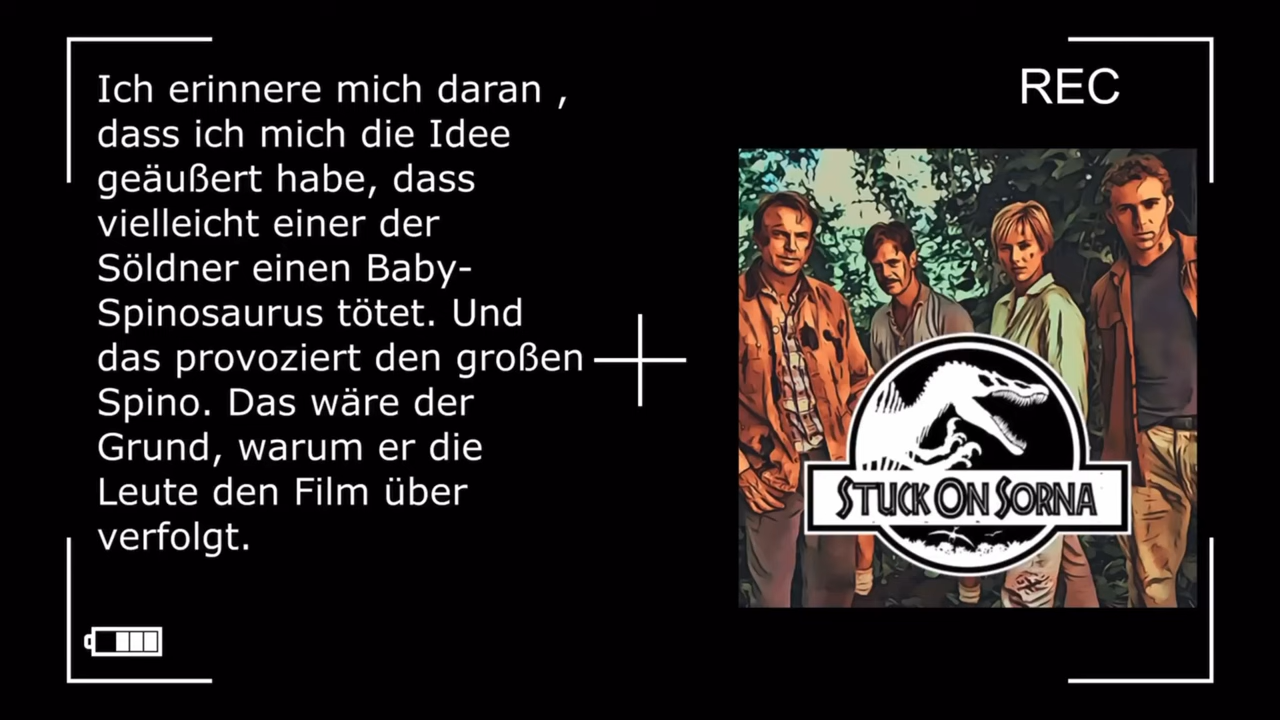 Ich erinnere mich daran ,
dass ich mich die Idee
geäußert habe, dass
vielleicht einer der
Söldner einen Baby-
Spinosaurus tötet. Und
das provoziert den großen
Spino. Das wäre der
Grund, warum er die
Leute den Film über
verfolgt.
REC
STUCK ON SORNA